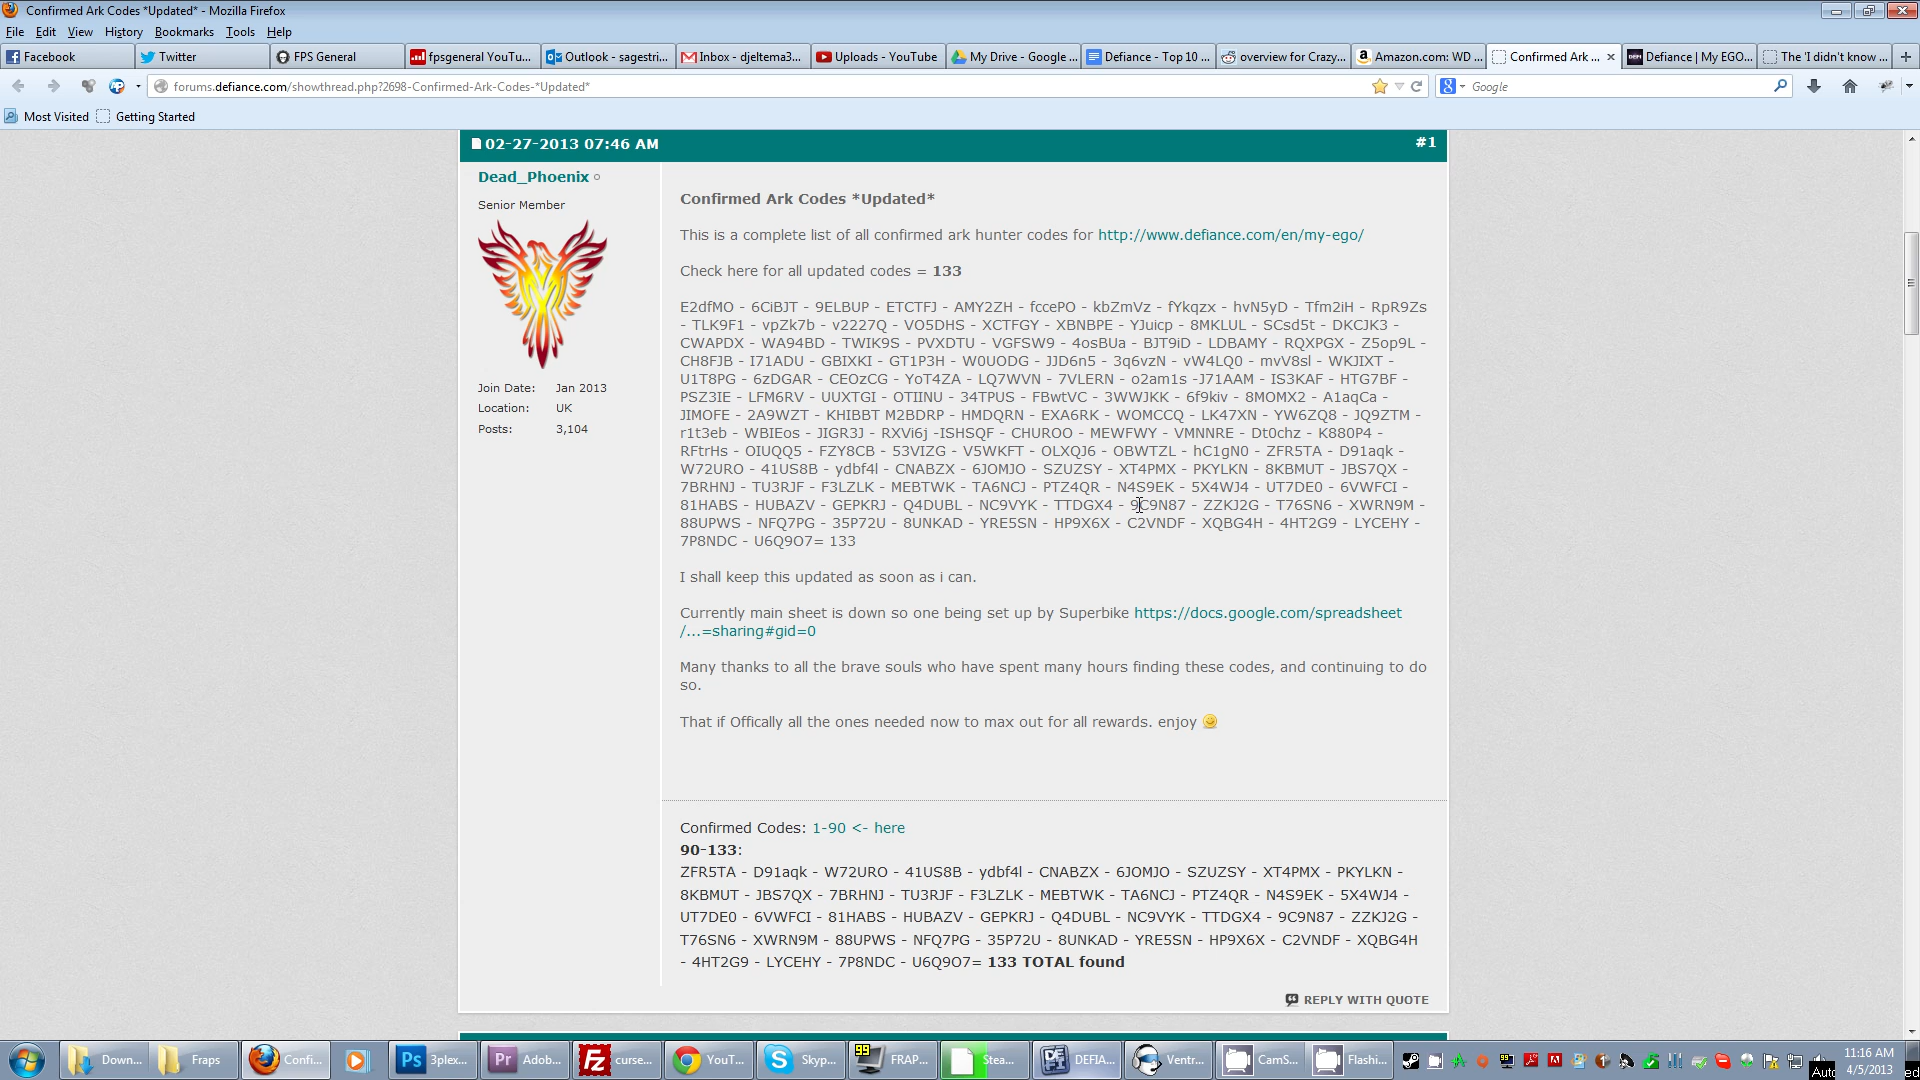 Confirmed Ark Codes *Updated* - Mozilla Firefox
File Edit View History Bookmarks Tools Help
Facebook Twitter FPS General fpsgeneral YouTu... Outlook - sagestri... Inbox - djeltema3... Uploads - YouTube My Drive - Google ... Defiance - Top 10 ... overview for Crazy... Amazon.com: WD ... Confirmed Ark ... Defiance | My EGO... The 'I didn't know ...
forums.defiance.com/showthread.php?2698-Confirmed-Ark-Codes-*Updated* Google
Most Visited Getting Started
02-27-2013 07:46 AM #1
Dead_Phoenix
Senior Member
Join Date: Jan 2013
Location: UK
Posts: 3,104
Confirmed Ark Codes *Updated*
This is a complete list of all confirmed ark hunter codes for http://www.defiance.com/en/my-ego/
Check here for all updated codes = 133
E2dfMO - 6CiBJT - 9ELBUP - ETCTFJ - AMY2ZH - fccePO - kbZmVz - fYkqzx - hvN5yD - Tfm2iH - RpR9Zs
- TLK9F1 - vpZk7b - v2227Q - VO5DHS - XCTFGY - XBNBPE - YJuicp - 8MKLUL - SCsd5t - DKCJK3 -
CWAPDX - WA94BD - TWIK9S - PVXDTU - VGFSW9 - 4osBUa - BJT9iD - LDBAMY - RQXPGX - Z5op9L -
CH8FJB - I71ADU - GBIXKI - GT1P3H - W0UODG - JJD6n5 - 3q6vzN - vW4LQ0 - mvV8sl - WKJIXT -
U1T8PG - 6zDGAR - CEOzCG - YoT4ZA - LQ7WVN - 7VLERN - o2am1s -J71AAM - IS3KAF - HTG7BF -
PSZ3IE - LFM6RV - UUXTGI - OTIINU - 34TPUS - FBwtVC - 3WWJKK - 6f9kiv - 8MOMX2 - A1aqCa -
JIMOFE - 2A9WZT - KHIBBT M2BDRP - HMDQRN - EXA6RK - WOMCCQ - LK47XN - YW6ZQ8 - JQ9ZTM -
r1t3eb - WBIEos - JIGR3J - RXVi6j -ISHSQF - CHUROO - MEWFWY - VMNNRE - Dt0chz - K880P4 -
RFtrHs - OIUQQ5 - FZY8CB - 53VIZG - V5WKFT - OLXQJ6 - OBWTZL - hC1gN0 - ZFR5TA - D91aqk -
W72URO - 41US8B - ydbf4l - CNABZX - 6JOMJO - SZUZSY - XT4PMX - PKYLKN - 8KBMUT - JBS7QX -
7BRHNJ - TU3RJF - F3LZLK - MEBTWK - TA6NCJ - PTZ4QR - N4S9EK - 5X4WJ4 - UT7DE0 - 6VWFCI -
81HABS - HUBAZV - GEPKRJ - Q4DUBL - NC9VYK - TTDGX4 - 9C9N87 - ZZKJ2G - T76SN6 - XWRN9M -
88UPWS - NFQ7PG - 35P72U - 8UNKAD - YRE5SN - HP9X6X - C2VNDF - XQBG4H - 4HT2G9 - LYCEHY -
7P8NDC - U6Q9O7= 133
I shall keep this updated as soon as i can.
Currently main sheet is down so one being set up by Superbike https://docs.google.com/spreadsheet
/...=sharing#gid=0
Many thanks to all the brave souls who have spent many hours finding these codes, and continuing to do
so.
That if Offically all the ones needed now to max out for all rewards. enjoy
Confirmed Codes: 1-90 <- here
90-133:
ZFR5TA - D91aqk - W72URO - 41US8B - ydbf4l - CNABZX - 6JOMJO - SZUZSY - XT4PMX - PKYLKN -
8KBMUT - JBS7QX - 7BRHNJ - TU3RJF - F3LZLK - MEBTWK - TA6NCJ - PTZ4QR - N4S9EK - 5X4WJ4 -
UT7DE0 - 6VWFCI - 81HABS - HUBAZV - GEPKRJ - Q4DUBL - NC9VYK - TTDGX4 - 9C9N87 - ZZKJ2G -
T76SN6 - XWRN9M - 88UPWS - NFQ7PG - 35P72U - 8UNKAD - YRE5SN - HP9X6X - C2VNDF - XQBG4H
- 4HT2G9 - LYCEHY - 7P8NDC - U6Q9O7= 133 TOTAL found
REPLY WITH QUOTE
Down... Fraps Confi... 3plex... Adob... curse... YouT... Skyp... FRAP... Stea... DEFIA... Ventr... CamS... Flashi... 11:16 AM
4/5/2013